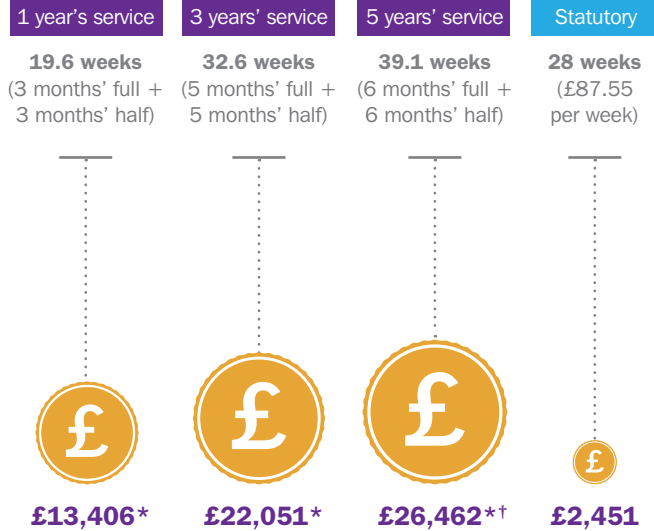 1 year's service
19.6 weeks
(3 months' full +
3 months' half)
£
£13,406*
3 years' service
32.6 weeks
(5 months' full +
5 months' half)
£
£22,051*
5 years' service
39.1 weeks
(6 months' full +
6 months' half)
£
£26,462*†
Statutory
28 weeks
(£87.55
per week)
£
£2,451